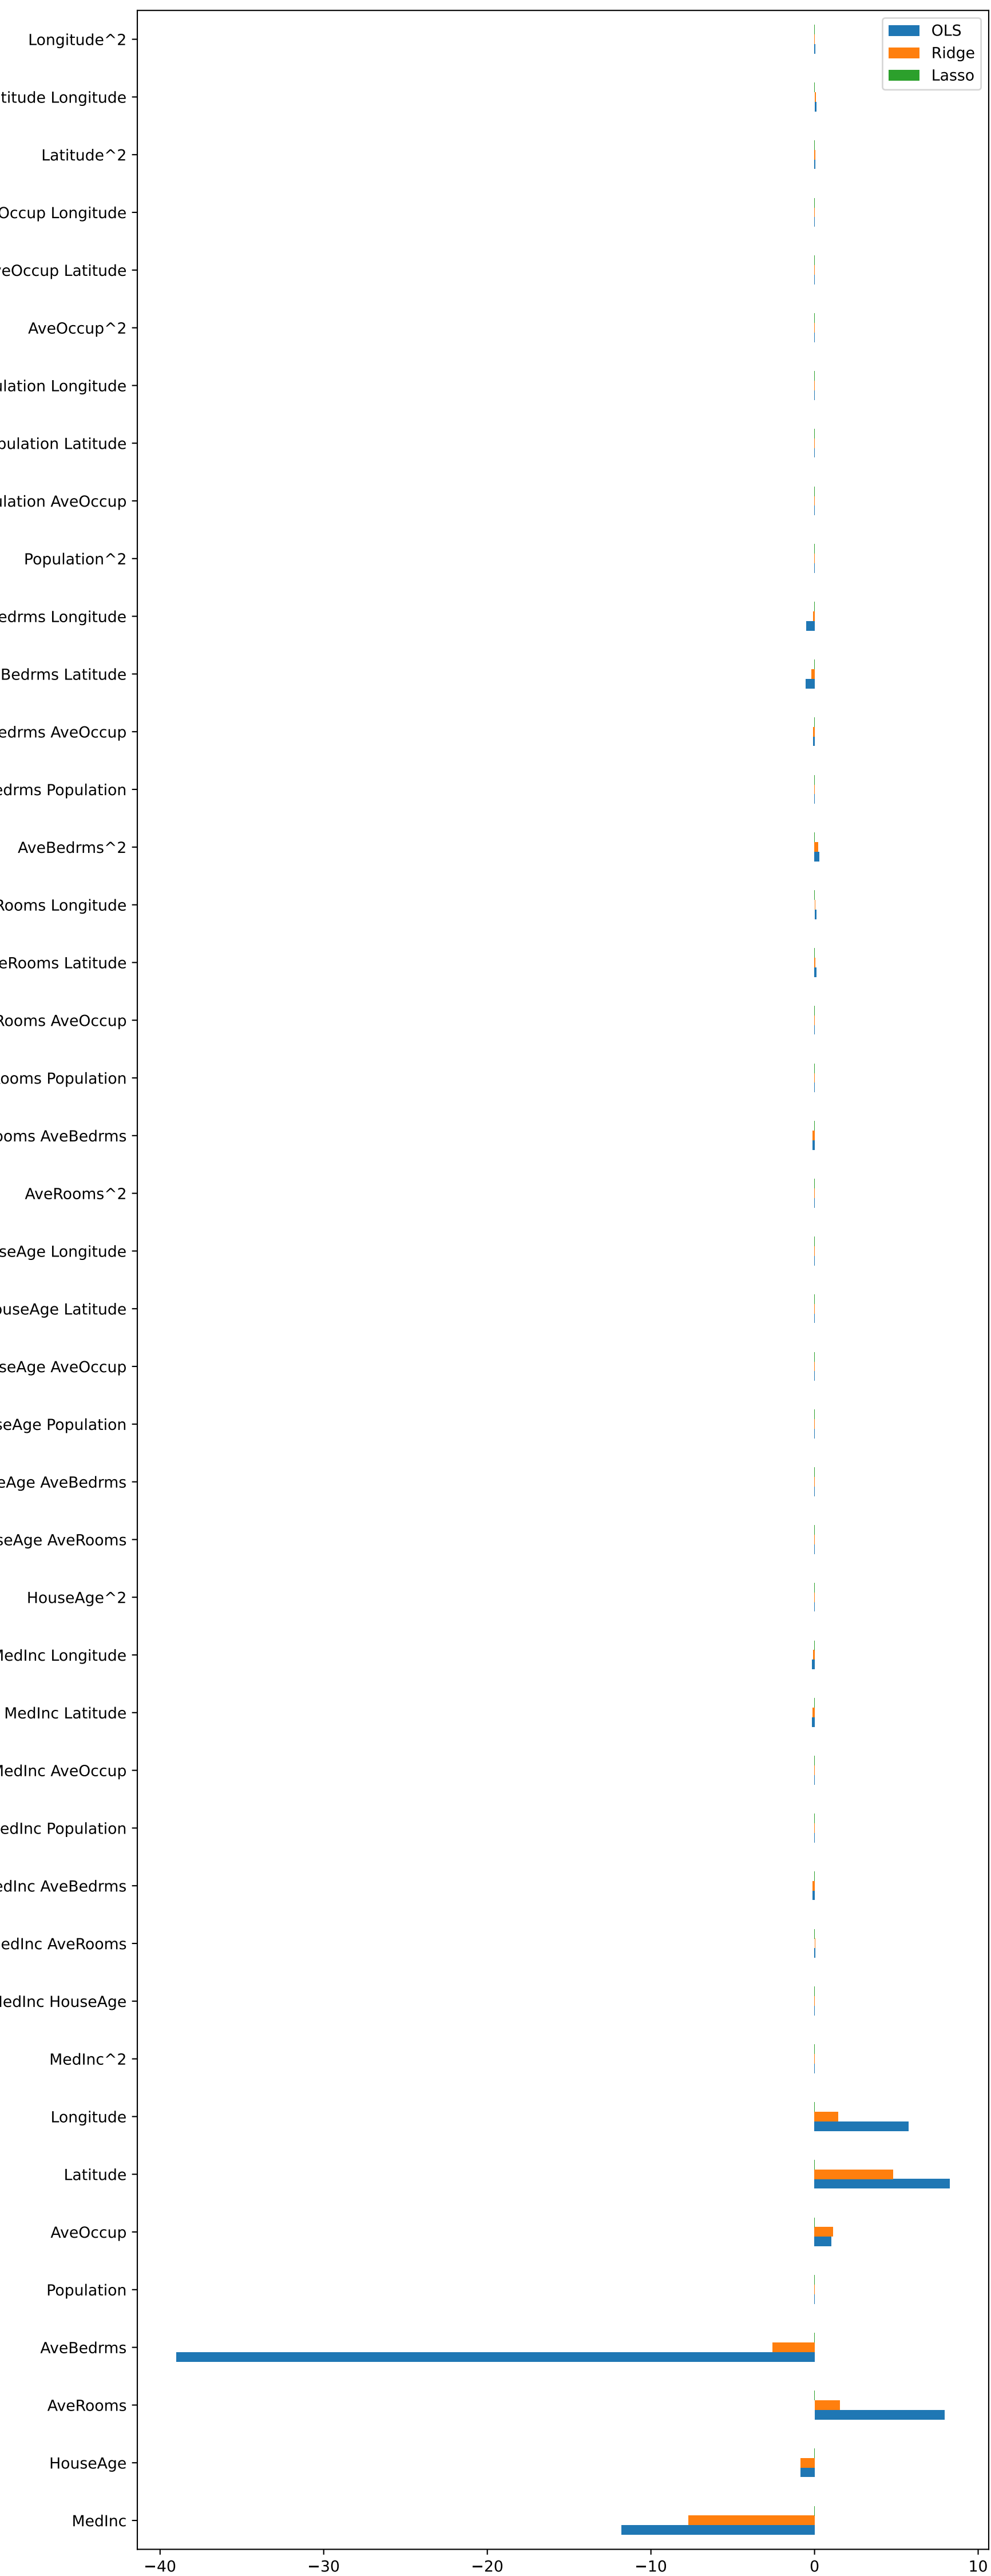 OLS
Ridge
Lasso
Longitude^2
titude Longitude
Latitude^2
Occup Longitude
eOccup Latitude
AveOccup^2
ulation Longitude
pulation Latitude
ulation AveOccup
Population^2
edrms Longitude
Bedrms Latitude
edrms AveOccup
edrms Population
AveBedrms^2
Rooms Longitude
eRooms Latitude
Rooms AveOccup
ooms Population
ooms AveBedrms
AveRooms^2
seAge Longitude
ouseAge Latitude
seAge AveOccup
seAge Population
eAge AveBedrms
seAge AveRooms
HouseAge^2
MedInc Longitude
MedInc Latitude
MedInc AveOccup
edInc Population
edInc AveBedrms
edInc AveRooms
MedInc HouseAge
MedInc^2
Longitude
Latitude
AveOccup
Population
AveBedrms
AveRooms
HouseAge
MedInc
−40 −30 −20 −10 0 10